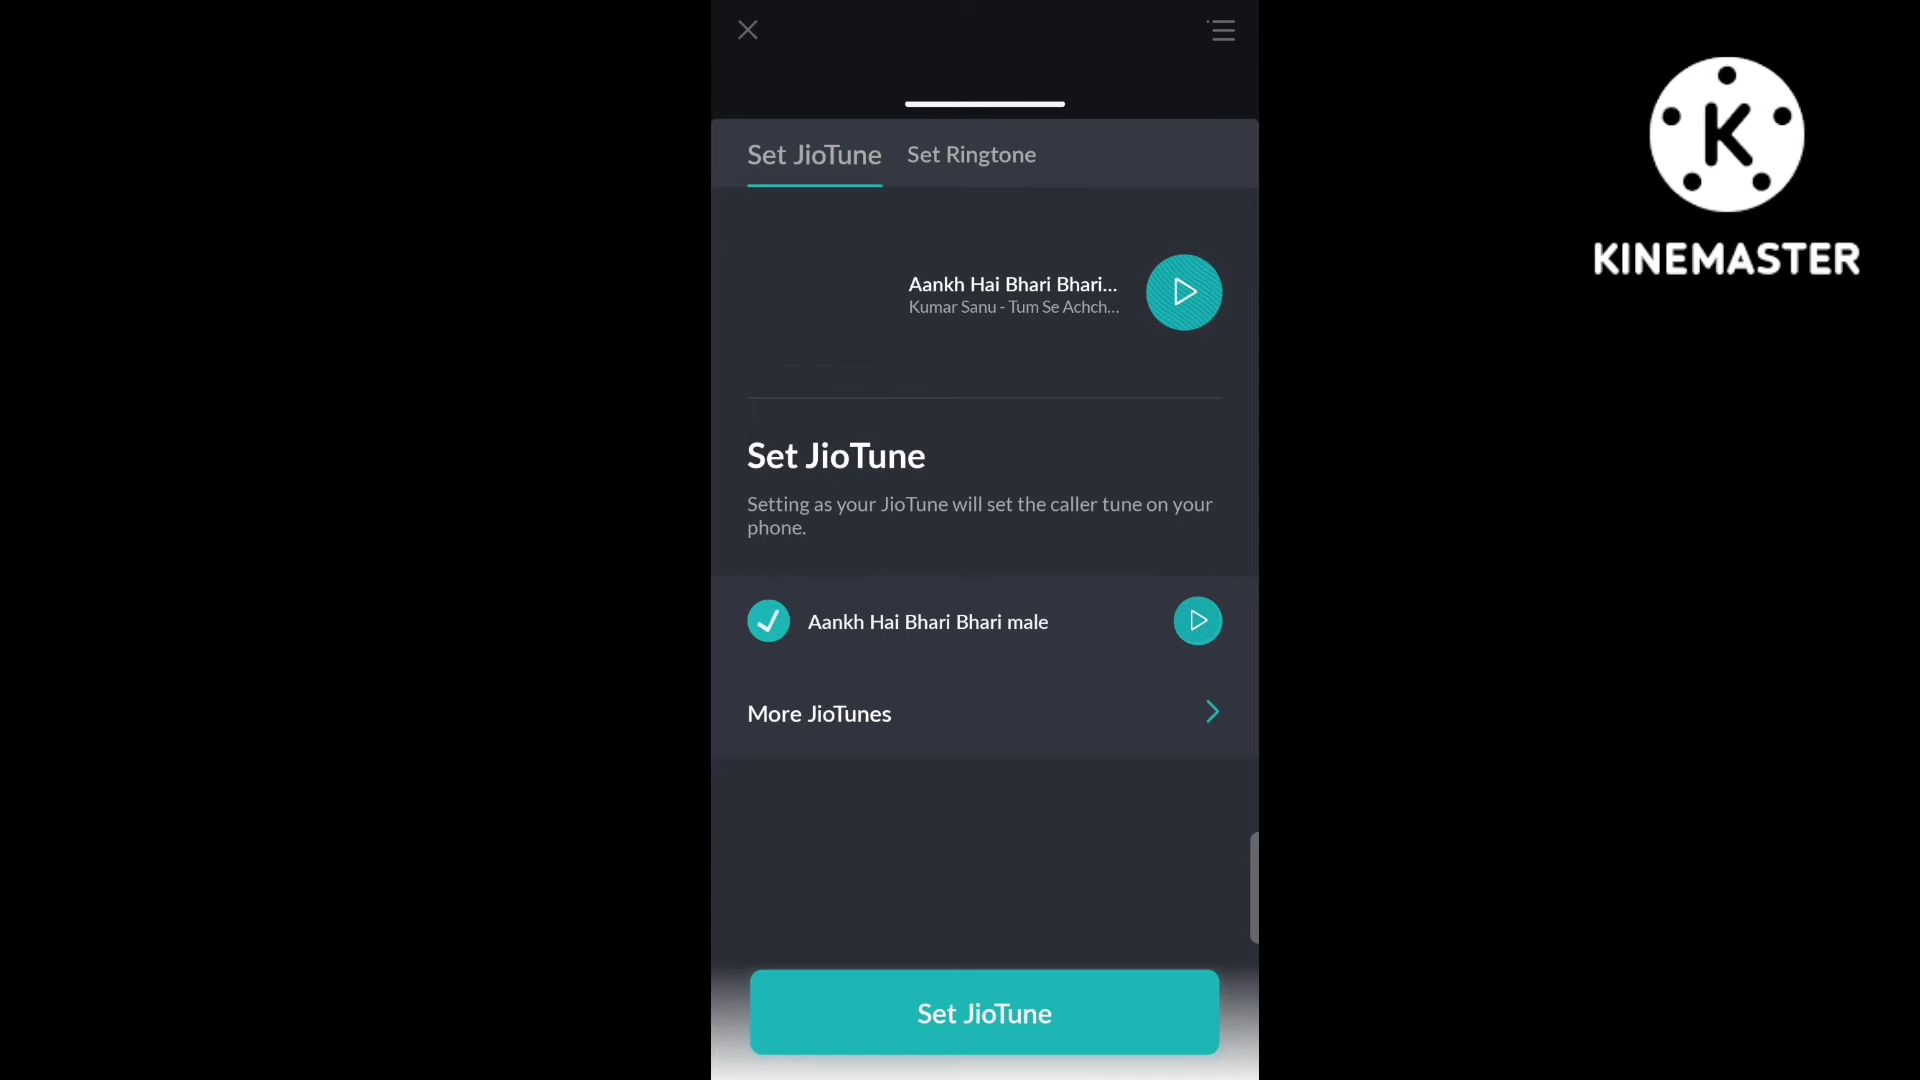 Set JioTune Set Ringtone
Aankh Hai Bhari Bhari...
Kumar Sanu - Tum Se Achch...
Set JioTune
Setting as your JioTune will set the caller tune on your
phone.
Aankh Hai Bhari Bhari male
More JioTunes
Set JioTune
K
KINEMASTER